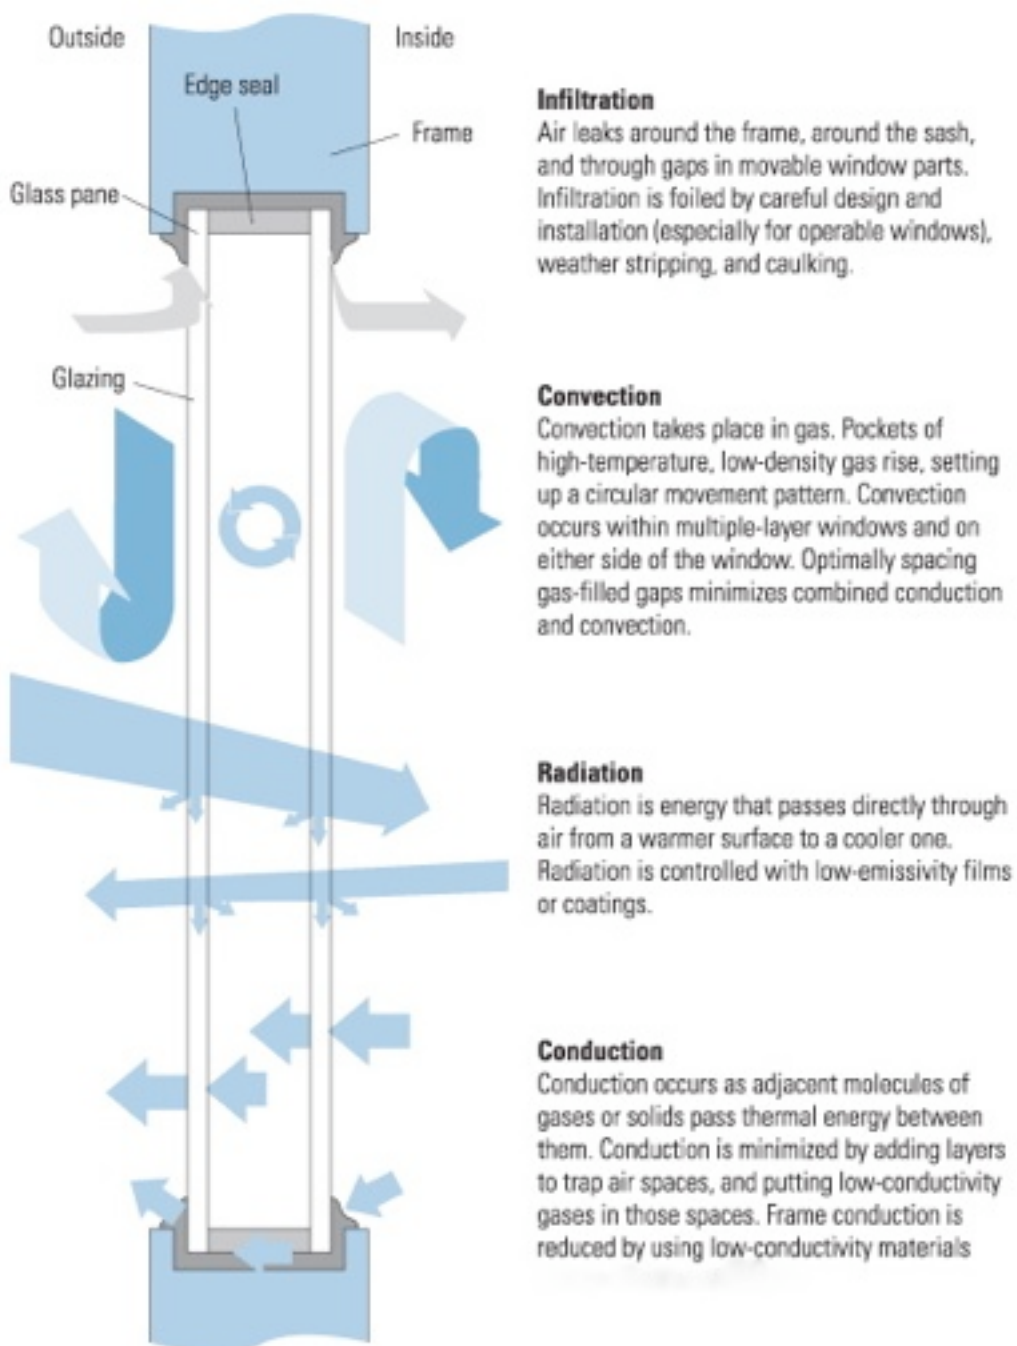 Outside
Inside
Edge seal
Frame
Glass pane
Glazing
Infiltration
Air leaks around the frame, around the sash,
and through gaps in movable window parts.
Infiltration is foiled by careful design and
installation (especially for operable windows),
weather stripping, and caulking.
Convection
Convection takes place in gas. Pockets of
high-temperature, low-density gas rise, setting
up a circular movement pattern. Convection
occurs within multiple-layer windows and on
either side of the window. Optimally spacing
gas-filled gaps minimizes combined conduction
and convection.
Radiation
Radiation is energy that passes directly through
air from a warmer surface to a cooler one.
Radiation is controlled with low-emissivity films
or coatings.
Conduction
Conduction occurs as adjacent molecules of
gases or solids pass thermal energy between
them. Conduction is minimized by adding layers
to trap air spaces, and putting low-conductivity
gases in those spaces. Frame conduction is
reduced by using low-conductivity materials